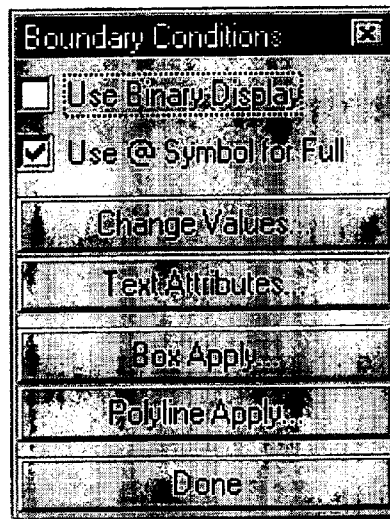 Boundary Conditions
Use Binary Display
Use @ Symbol for Full
Change Values...
Text Attributes...
Box Apply...
Polyline Apply...
Done